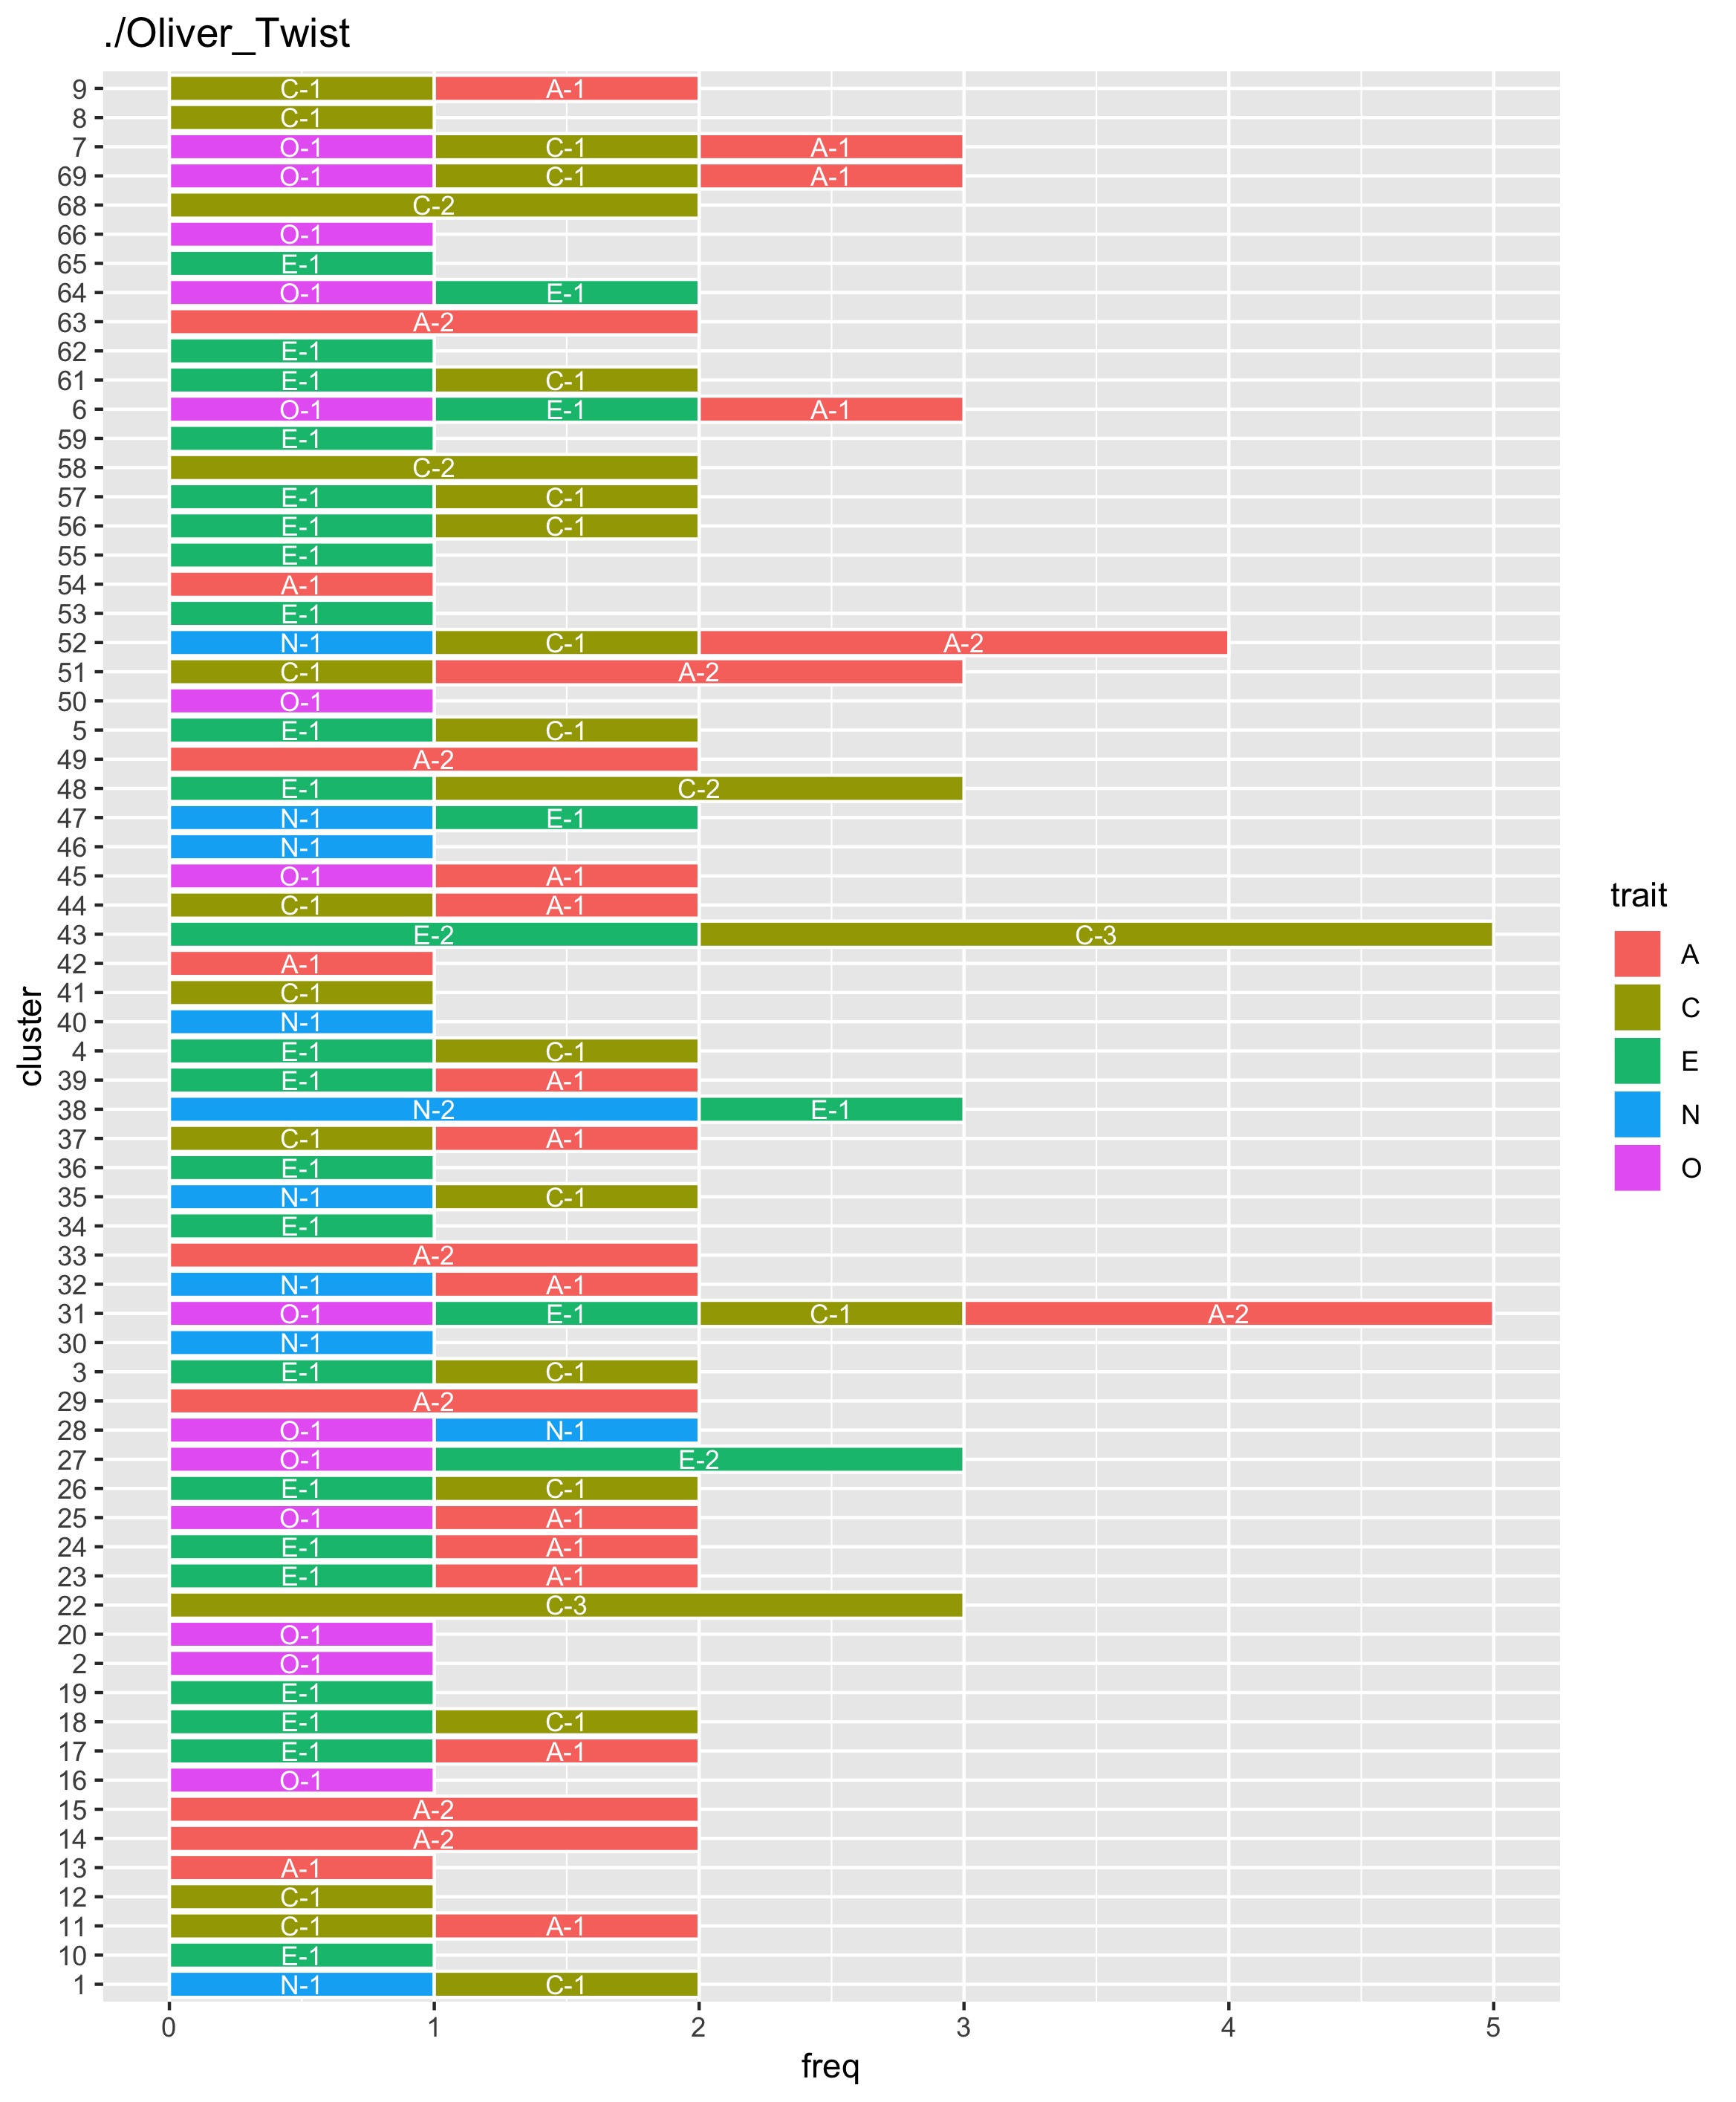 ./Oliver_Twist
9 C-1 A-1
8 C-1
7 O-1 C-1 A-1
69 O-1 C-1 A-1
68 C-2
66 O-1
65 E-1
64 O-1 E-1
63 A-2
62 E-1
61 E-1 C-1
6 O-1 E-1 A-1
59 E-1
58 C-2
57 E-1 C-1
56 E-1 C-1
55 E-1
54 A-1
53 E-1
52 N-1 C-1 A-2
51 C-1 A-2
50 O-1
5 E-1 C-1
49 A-2
48 E-1 C-2
47 N-1 E-1
46 N-1
45 O-1 A-1
44 C-1 A-1
43 E-2 C-3
42 A-1
41 C-1
40 N-1
4 E-1 C-1
39 E-1 A-1
38 N-2 E-1
37 C-1 A-1
36 E-1
35 N-1 C-1
34 E-1
33 A-2
32 N-1 A-1
31 O-1 E-1 C-1 A-2
30 N-1
3 E-1 C-1
29 A-2
28 O-1 N-1
27 O-1 E-2
26 E-1 C-1
25 O-1 A-1
24 E-1 A-1
23 E-1 A-1
22 C-3
20 O-1
2 O-1
19 E-1
18 E-1 C-1
17 E-1 A-1
16 O-1
15 A-2
14 A-2
13 A-1
12 C-1
11 C-1 A-1
10 E-1
1 N-1 C-1
0 1 2 3 4 5
freq
cluster
trait
A
C
E
N
O